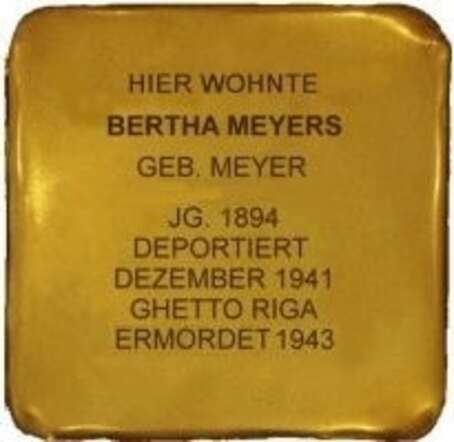 HIER WOHNTE
BERTHA MEYERS
GEB. MEYER
JG. 1894
DEPORTIERT
DEZEMBER 1941
GHETTO RIGA
ERMORDET 1943